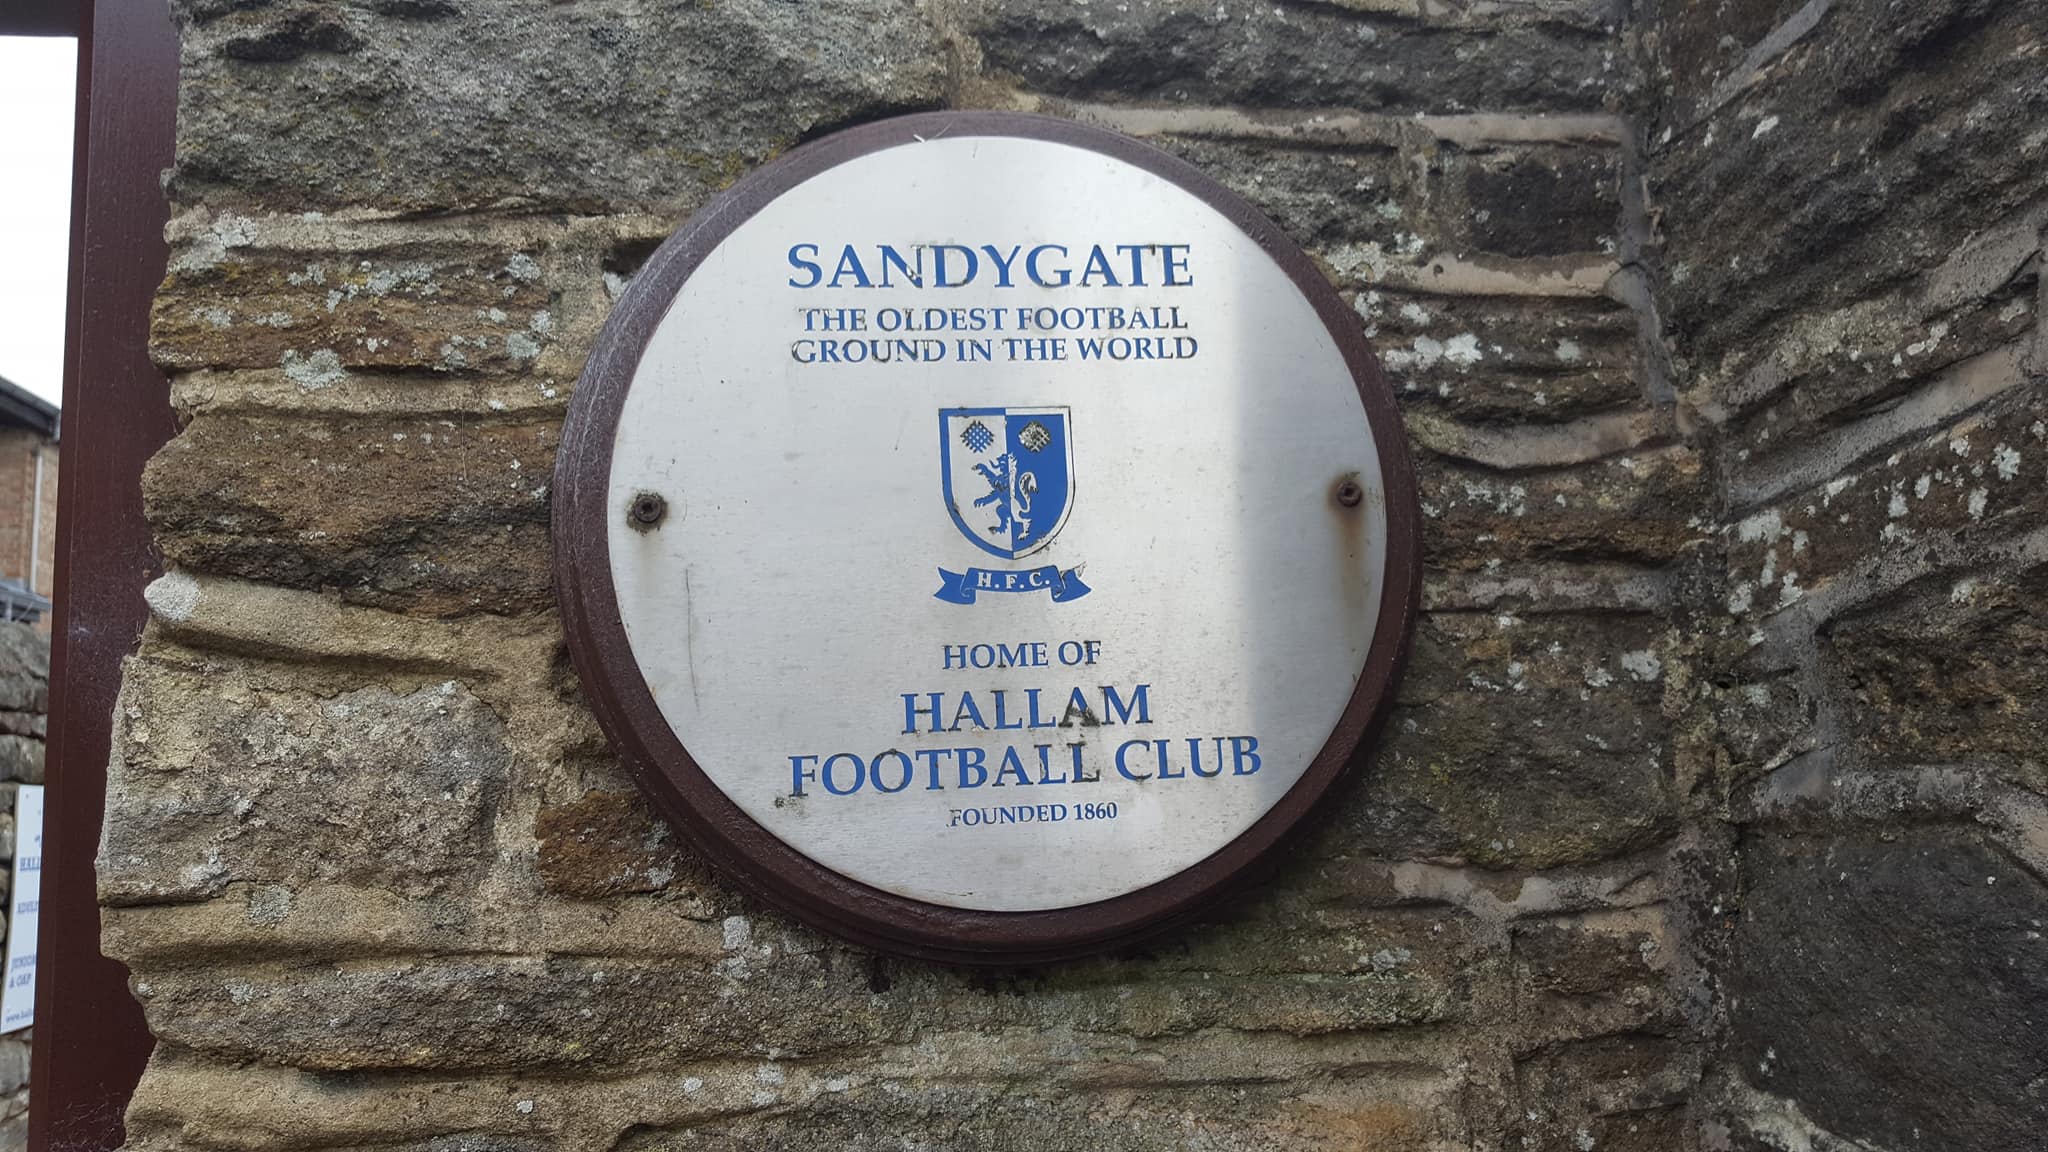 SANDYGATE
THE OLDEST FOOTBALL
GROUND IN THE WORLD
H.F.C.
HOME OF
HALLAM
FOOTBALL CLUB
FOUNDED 1860